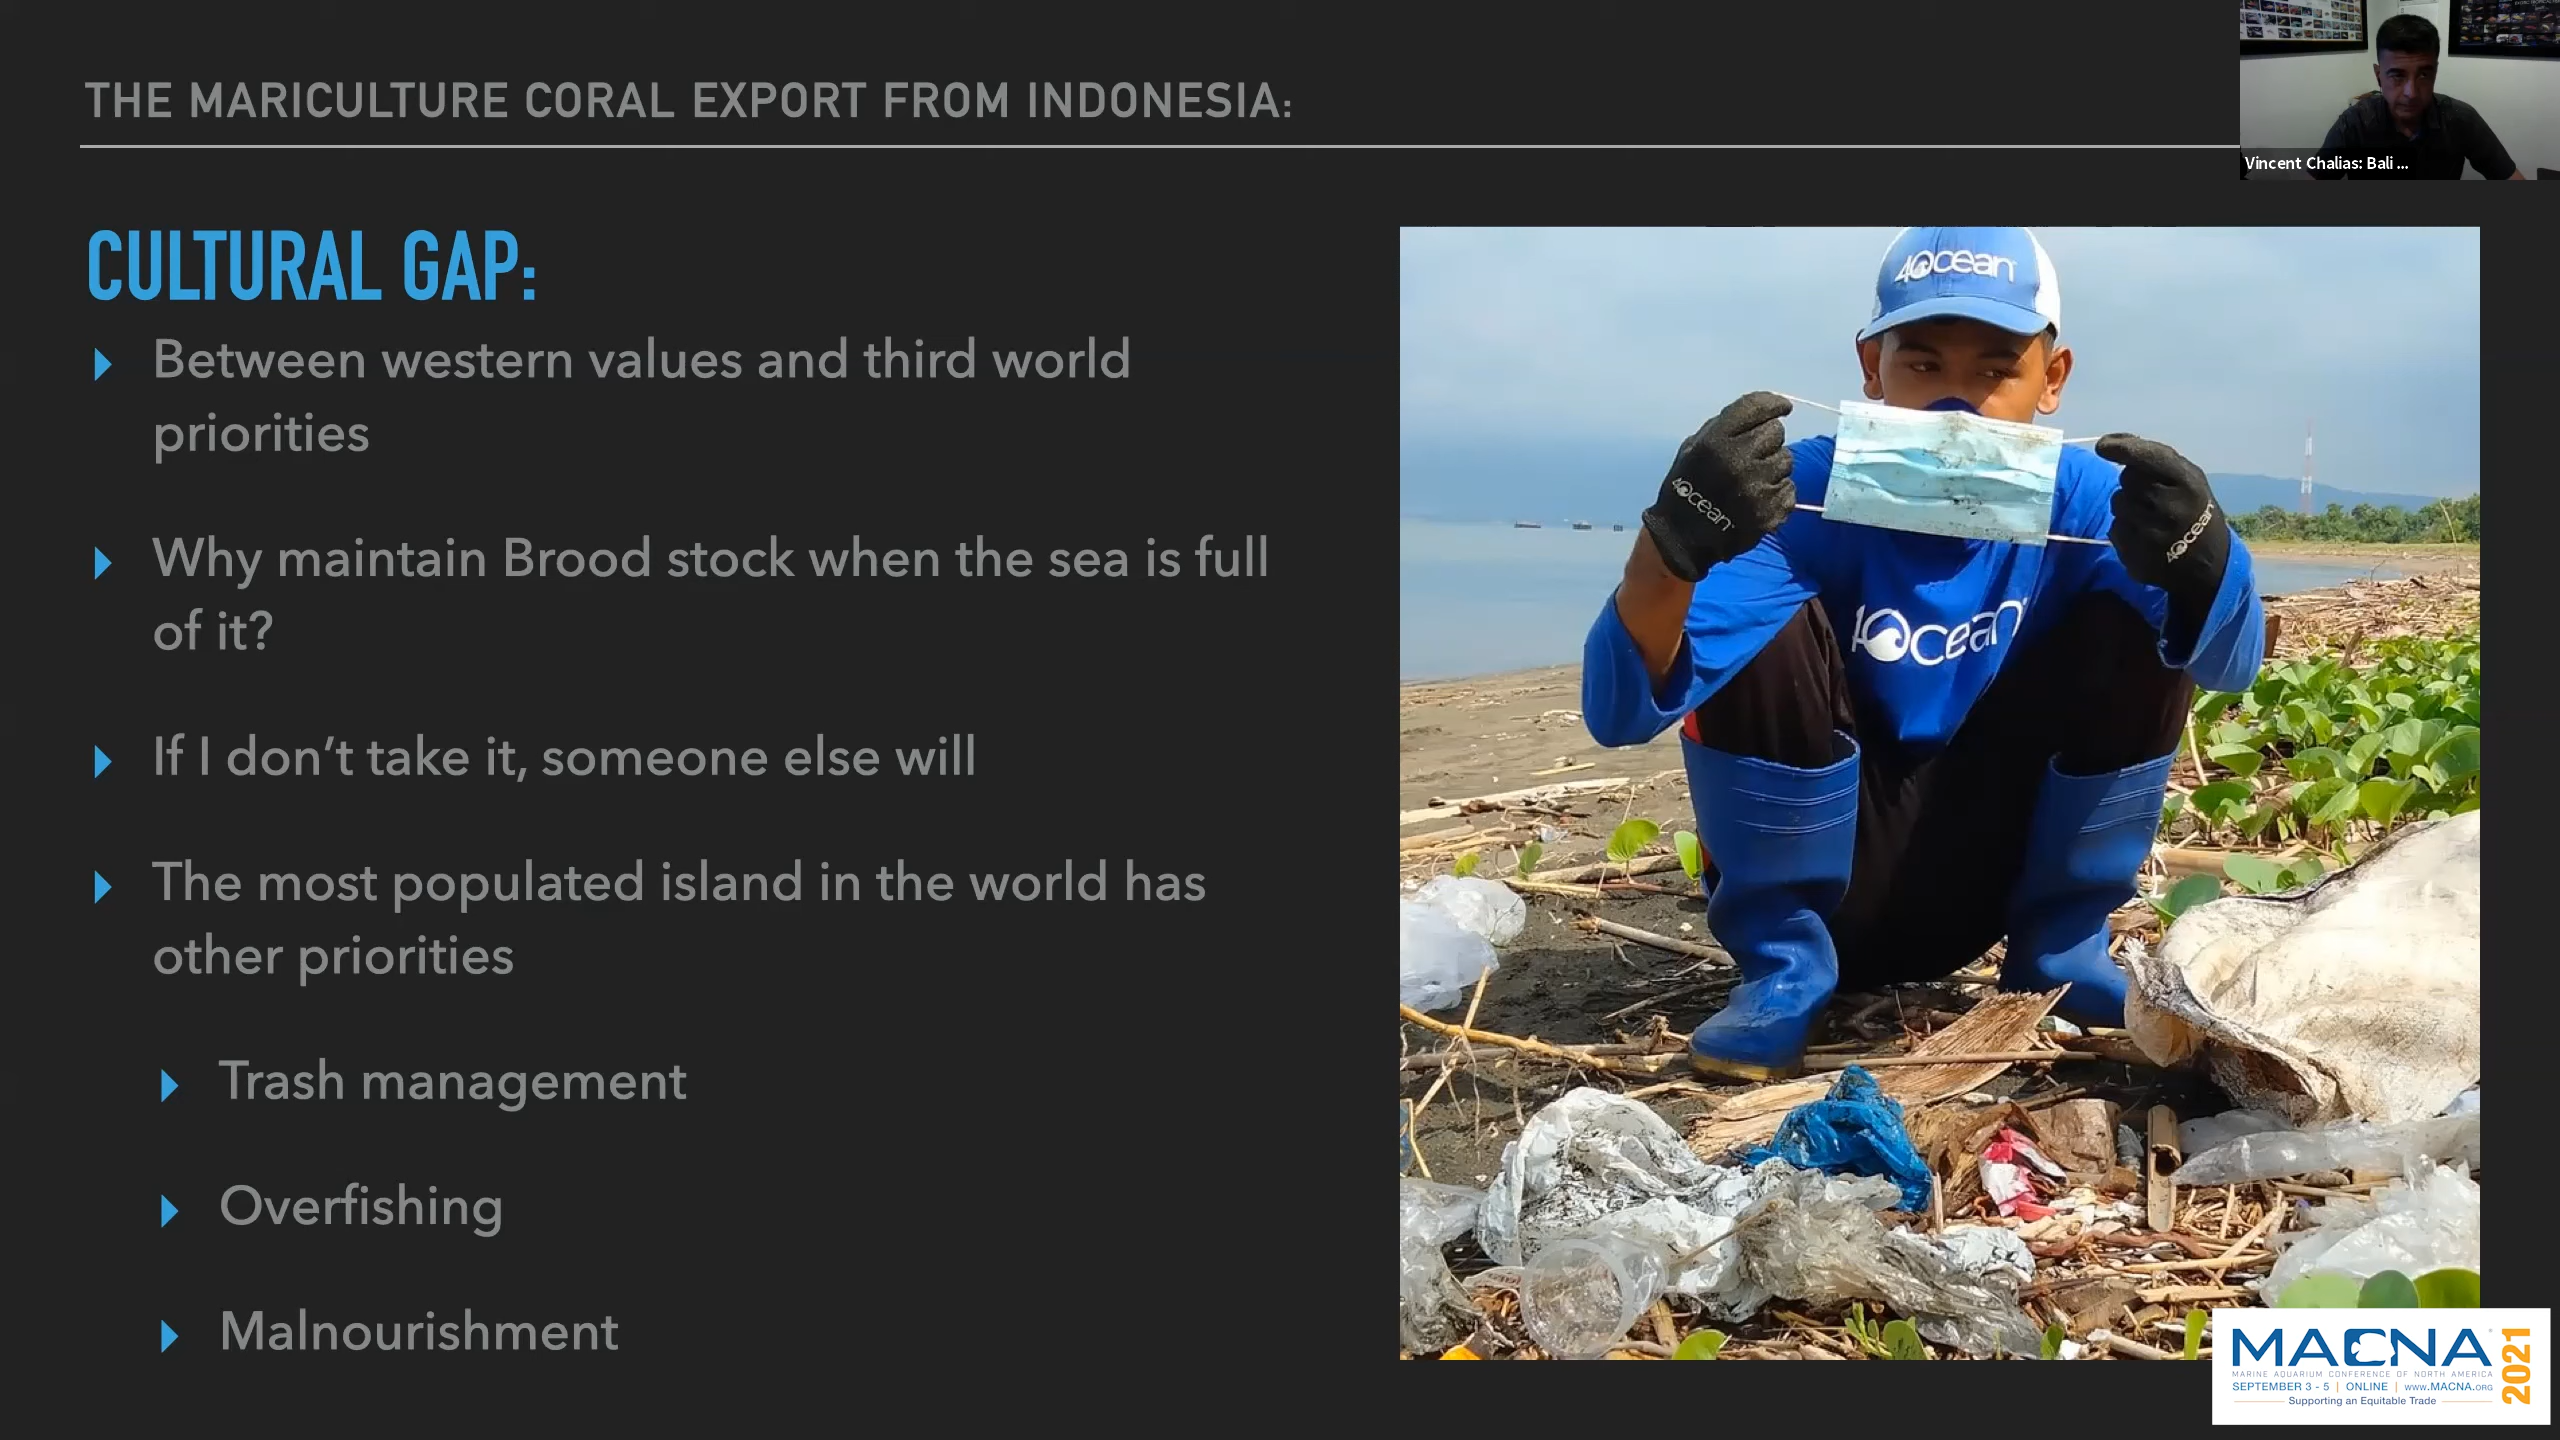 THE MARICULTURE CORAL EXPORT FROM INDONESIA:
Vincent Chalias: Bali ...
CULTURAL GAP:
Between western values and third world
priorities
Why maintain Brood stock when the sea is full
of it?
If I don’t take it, someone else will
The most populated island in the world has
other priorities
Trash management
Overfishing
Malnourishment
4Ocean
4Ocean
4Ocean
4Ocean
MACNA 2021
MARINE AQUARIUM CONFERENCE OF NORTH AMERICA
SEPTEMBER 3 - 5 | ONLINE | www.MACNA.ORG
Supporting an Equitable Trade